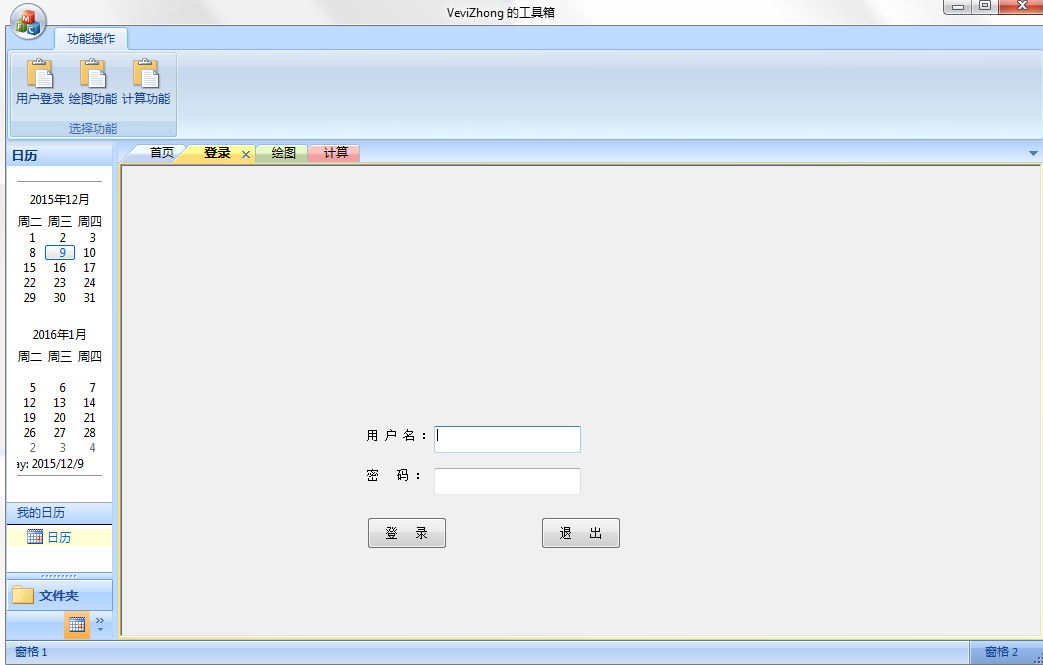 VeviZhong 的工具箱
功能操作
用户登录 绘图功能 计算功能
选择功能
日历
首页 登录 绘图 计算
2015年12月
周二 周三 周四
1 2 3
8 9 10
15 16 17
22 23 24
29 30 31
2016年1月
周二 周三 周四
5 6 7
12 13 14
19 20 21
26 27 28
2 3 4
ay: 2015/12/9
用 户 名 ：
密 码 ：
登 录 退 出
我的日历
日历
文件夹
窗格 1 窗格 2